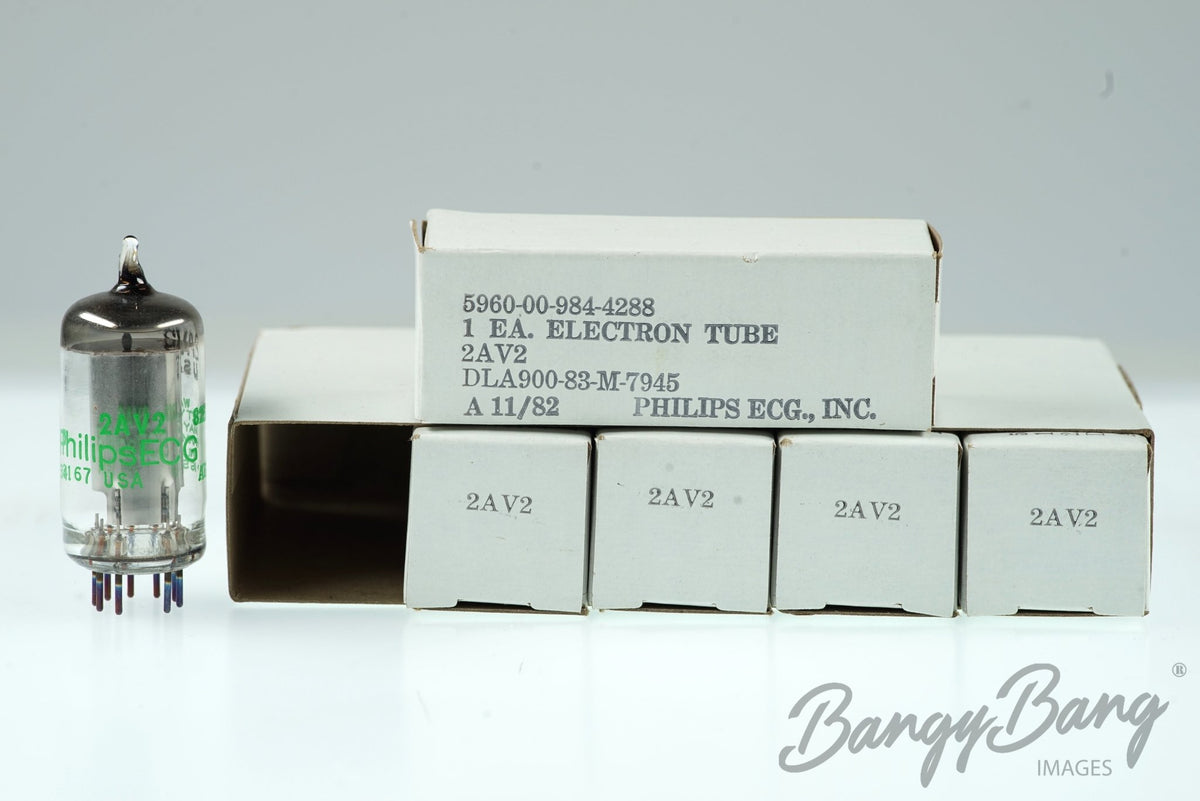 5960-00-984-4288
1 EA. ELECTRON TUBE
2AV2
DLA900-83-M-7945
A 11/82 PHILIPS ECG., INC.
2AV2
PhilipsECG
USA
2AV2
2AV2
2AV2
2AV2
BangyBang ®
IMAGES